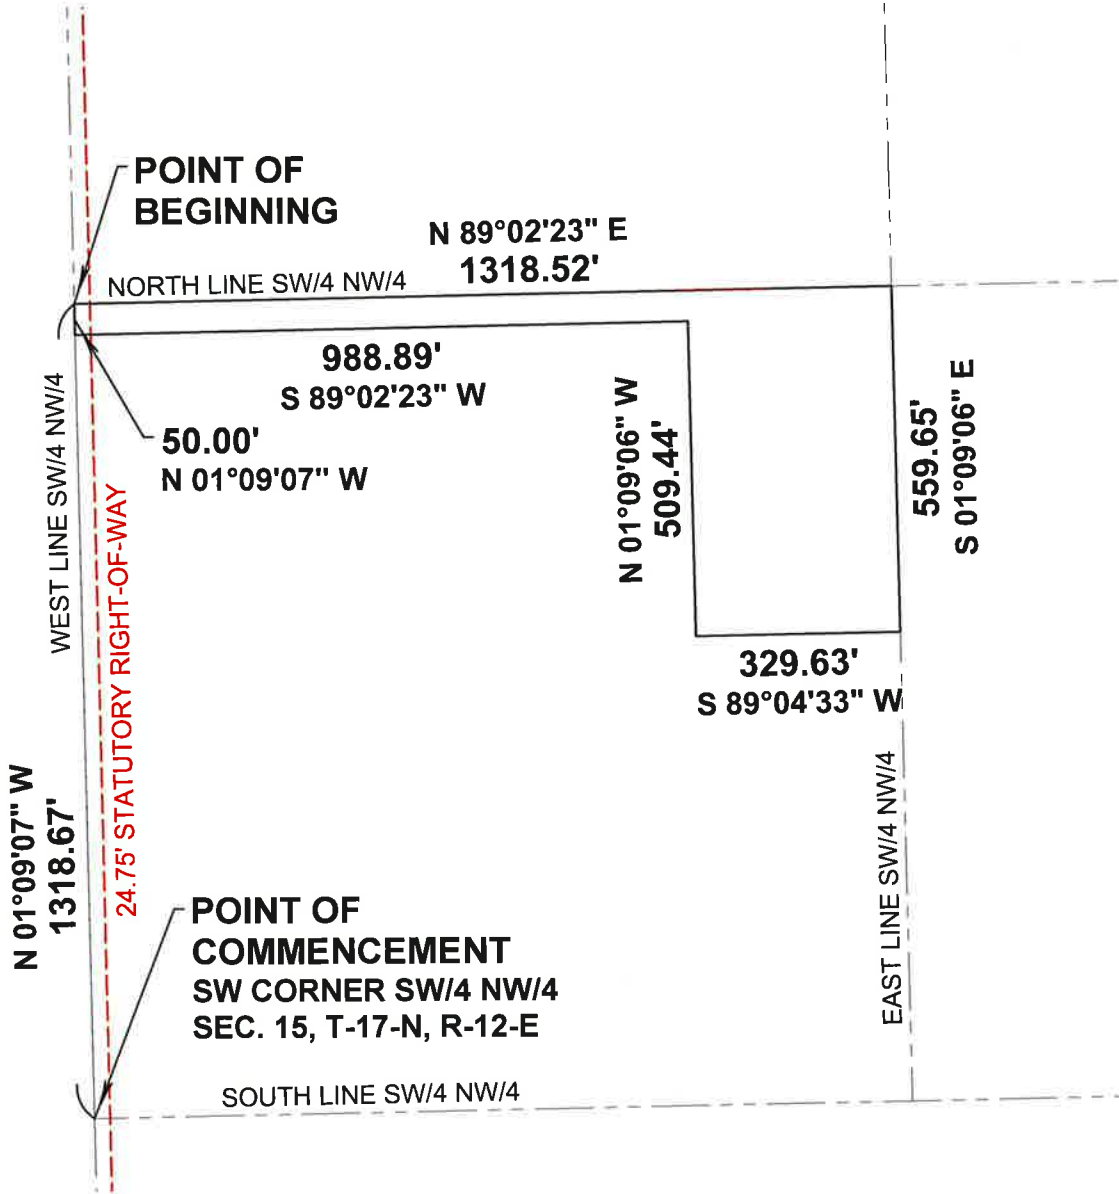 POINT OF
BEGINNING
N 89°02'23" E
1318.52'
NORTH LINE SW/4 NW/4
988.89'
S 89°02'23" W
50.00'
N 01°09'07" W
WEST LINE SW/4 NW/4
24.75' STATUTORY RIGHT-OF-WAY
N 01°09'06" W
509.44'
559.65'
S 01°09'06" E
329.63'
S 89°04'33" W
N 01°09'07" W
1318.67'
EAST LINE SW/4 NW/4
POINT OF
COMMENCEMENT
SW CORNER SW/4 NW/4
SEC. 15, T-17-N, R-12-E
SOUTH LINE SW/4 NW/4